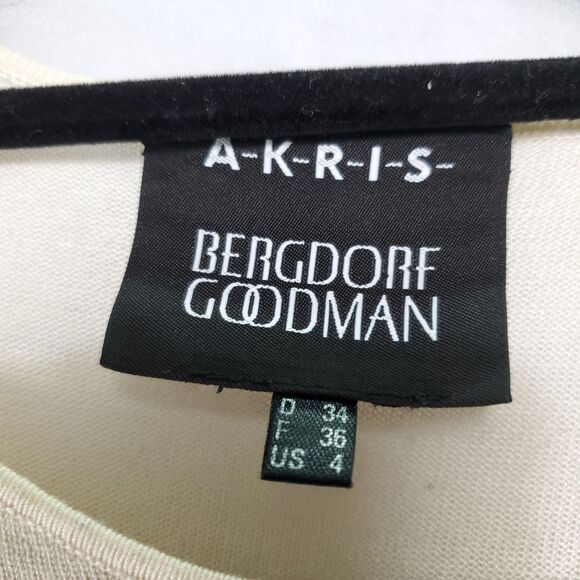 A-K-R-I-S-
BERGDORF
GOODMAN
D 34
F 36
US 4